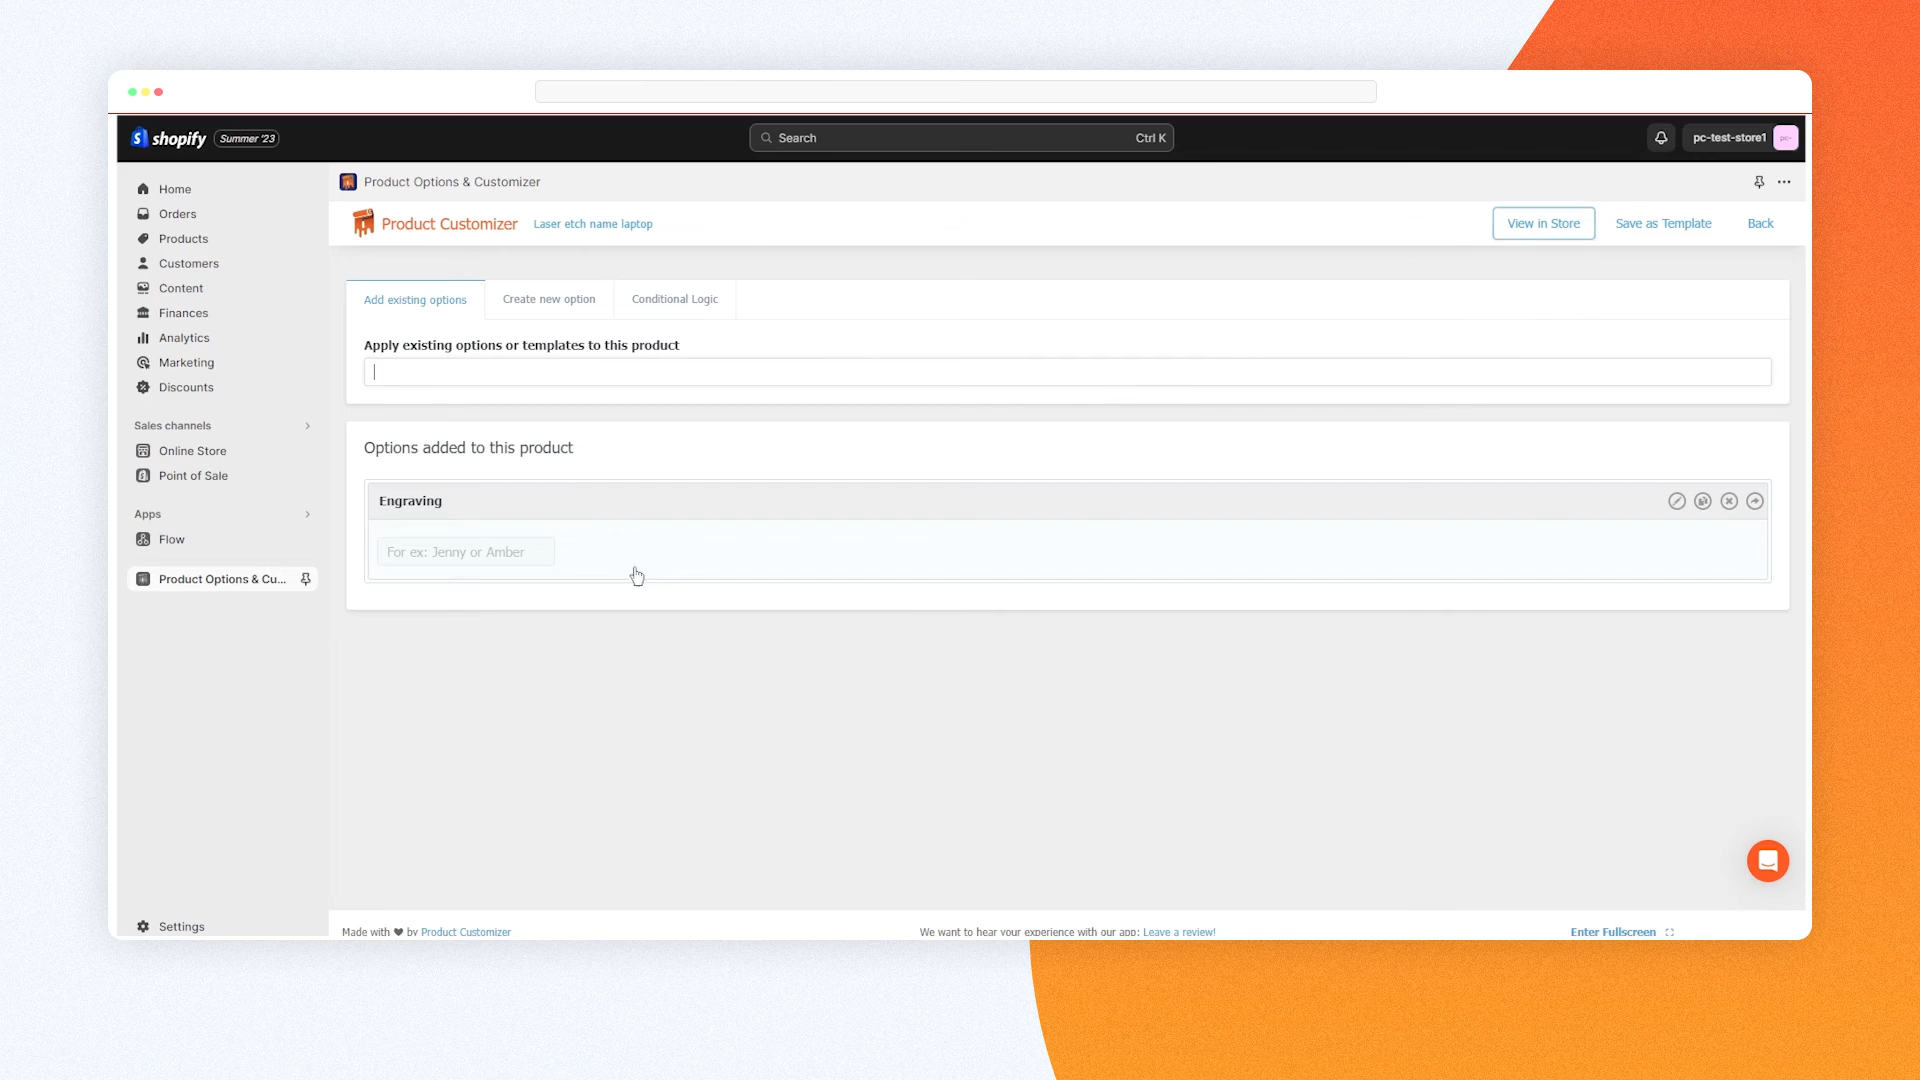 shopify Summer '23
Search Ctrl K
pc-test-store1
Home
Orders
Products
Customers
Content
Finances
Analytics
Marketing
Discounts
Sales channels
Online Store
Point of Sale
Apps
Flow
Product Options & Cu...
Settings
Product Options & Customizer
Product Customizer Laser etch name laptop
View in Store Save as Template Back
Add existing options Create new option Conditional Logic
Apply existing options or templates to this product
Options added to this product
Engraving
For ex: Jenny or Amber
Made with ♥ by Product Customizer
We want to hear your experience with our app: Leave a review!
Enter Fullscreen